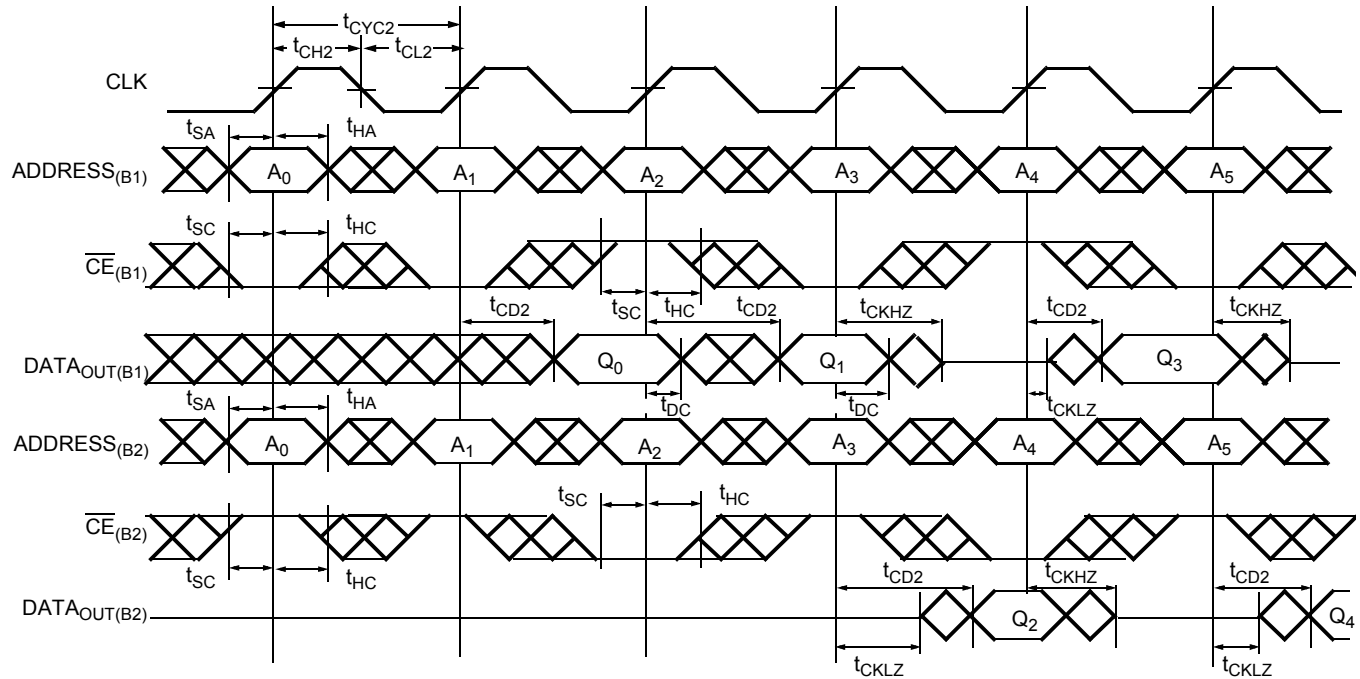 tCYC2
tCH2 tCL2
CLK
tSA tHA
ADDRESS(B1) A0 A1 A2 A3 A4 A5
tSC tHC
CE(B1)
tSC tHC
tCD2 tCD2 tCKHZ tCD2 tCKHZ
DATAOUT(B1) Q0 Q1 Q3
tSA tHA tDC tDC tCKLZ
ADDRESS(B2) A0 A1 A2 A3 A4 A5
tSC tHC
CE(B2)
tSC tHC tCD2 tCKHZ tCD2
DATAOUT(B2) Q2 Q4
tCKLZ tCKLZ